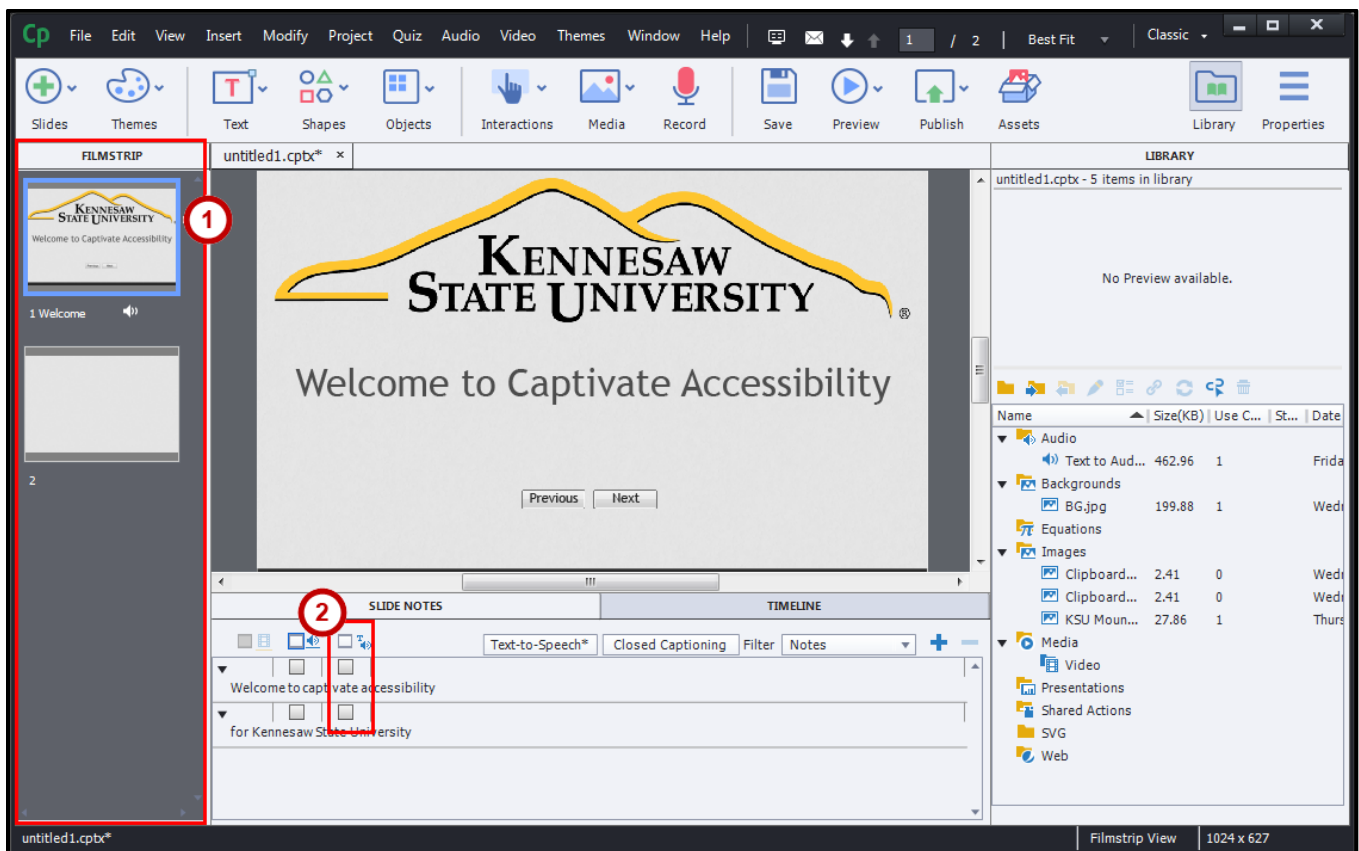 Cp File Edit View Insert Modify Project Quiz Audio Video Themes Window Help 1 / 2 Best Fit Classic
Slides Themes Text Shapes Objects Interactions Media Record Save Preview Publish Assets Library Properties
FILMSTRIP
KENNESAW
STATE UNIVERSITY
Welcome to Captivate Accessibility
1 Welcome
2
1
untitled1.cptx* ×
KENNESAW
STATE UNIVERSITY ®
Welcome to Captivate Accessibility
Previous Next
2
SLIDE NOTES TIMELINE
Text-to-Speech* Closed Captioning Filter Notes
Welcome to captivate accessibility
for Kennesaw State University
LIBRARY
untitled1.cptx - 5 items in library
No Preview available.
Name Size(KB) Use C... St... Date
Audio
Text to Aud... 462.96 1 Frida
Backgrounds
BG.jpg 199.88 1 Wed
Equations
Images
Clipboard... 2.41 0 Wed
Clipboard... 2.41 0 Wed
KSU Moun... 27.86 1 Thurs
Media
Video
Presentations
Shared Actions
SVG
Web
untitled1.cptx* Filmstrip View 1024 x 627